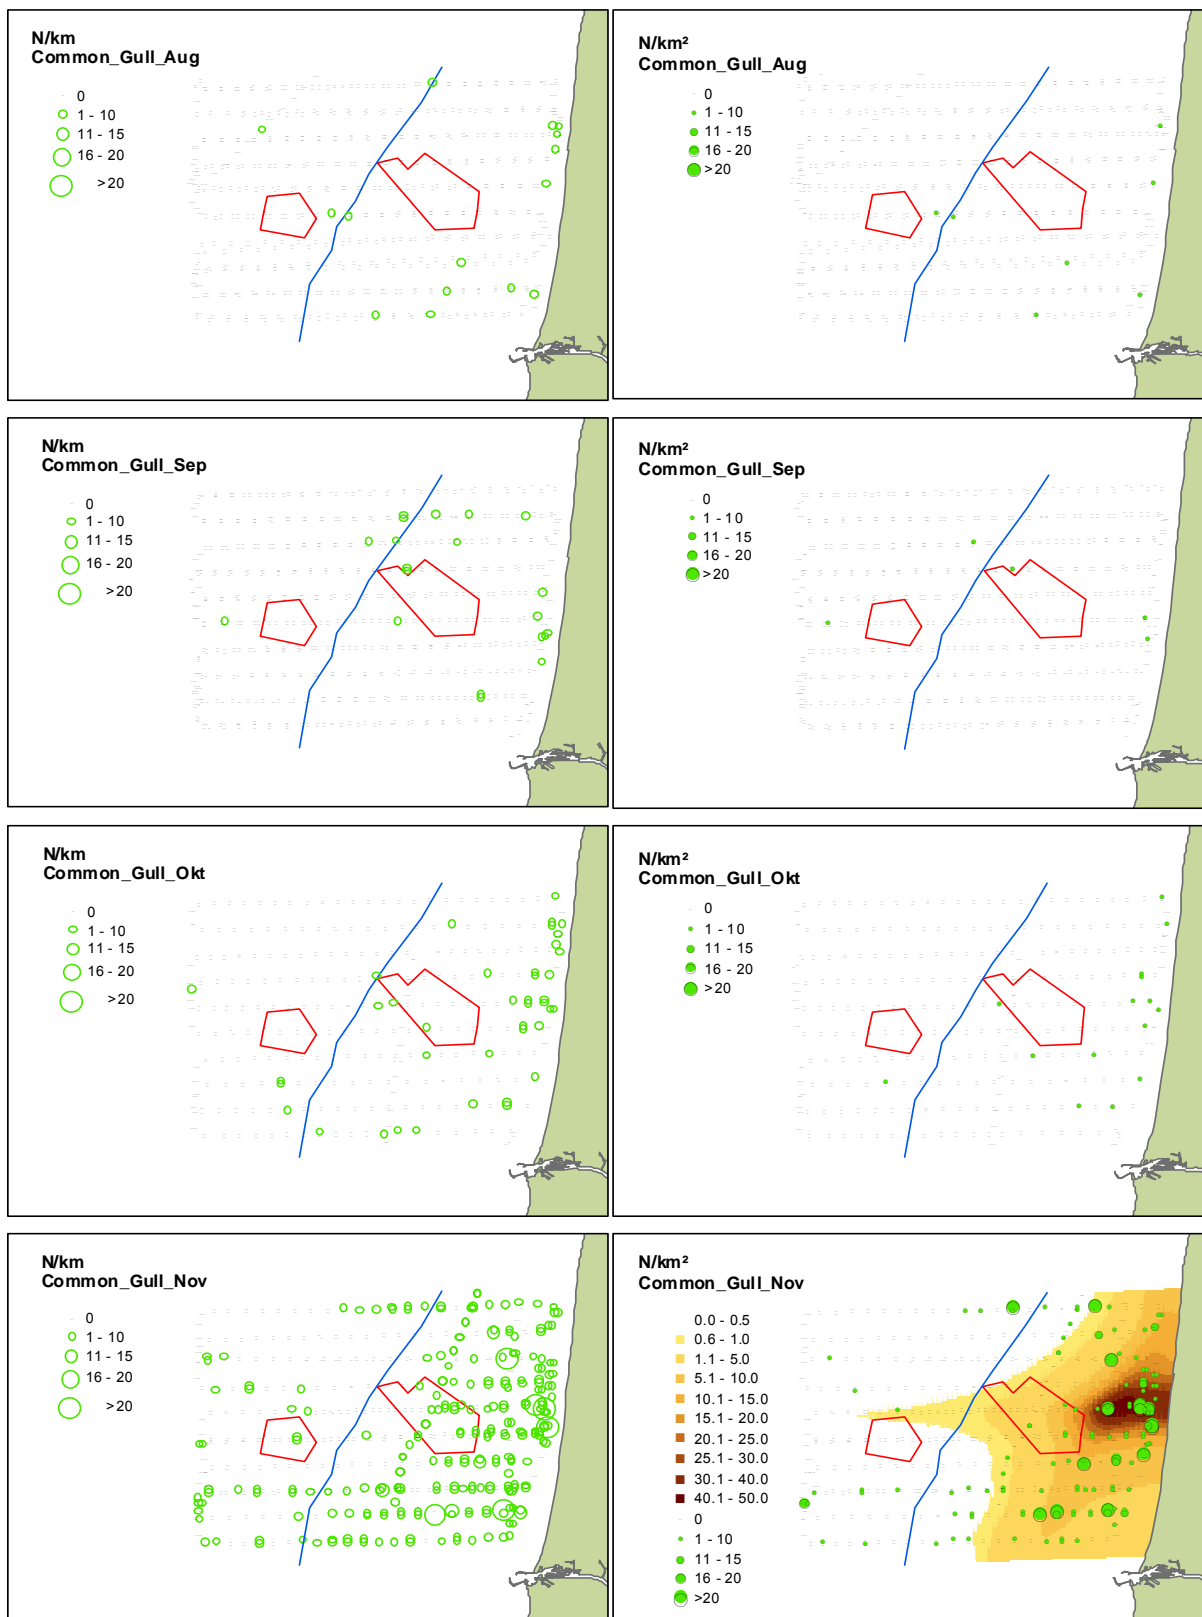 N/km
Common_Gull_Aug
0
1 - 10
11 - 15
16 - 20
>20
N/km²
Common_Gull_Aug
0
1 - 10
11 - 15
16 - 20
>20
N/km
Common_Gull_Sep
0
1 - 10
11 - 15
16 - 20
>20
N/km²
Common_Gull_Sep
0
1 - 10
11 - 15
16 - 20
>20
N/km
Common_Gull_Okt
0
1 - 10
11 - 15
16 - 20
>20
N/km²
Common_Gull_Okt
0
1 - 10
11 - 15
16 - 20
>20
N/km
Common_Gull_Nov
0
1 - 10
11 - 15
16 - 20
>20
N/km²
Common_Gull_Nov
0.0 - 0.5
0.6 - 1.0
1.1 - 5.0
5.1 - 10.0
10.1 - 15.0
15.1 - 20.0
20.1 - 25.0
25.1 - 30.0
30.1 - 40.0
40.1 - 50.0
0
1 - 10
11 - 15
16 - 20
>20